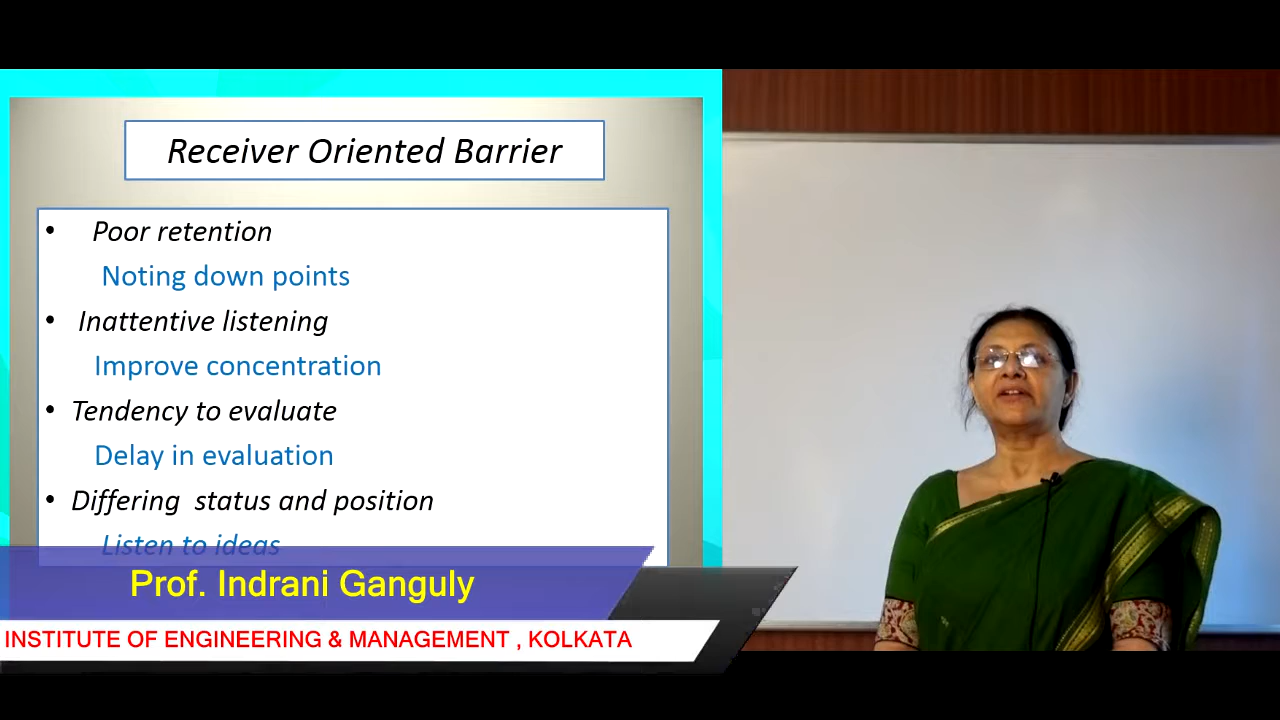 Receiver Oriented Barrier
• Poor retention
Noting down points
• Inattentive listening
Improve concentration
• Tendency to evaluate
Delay in evaluation
• Differing status and position
Listen to ideas
Prof. Indrani Ganguly
INSTITUTE OF ENGINEERING & MANAGEMENT , KOLKATA